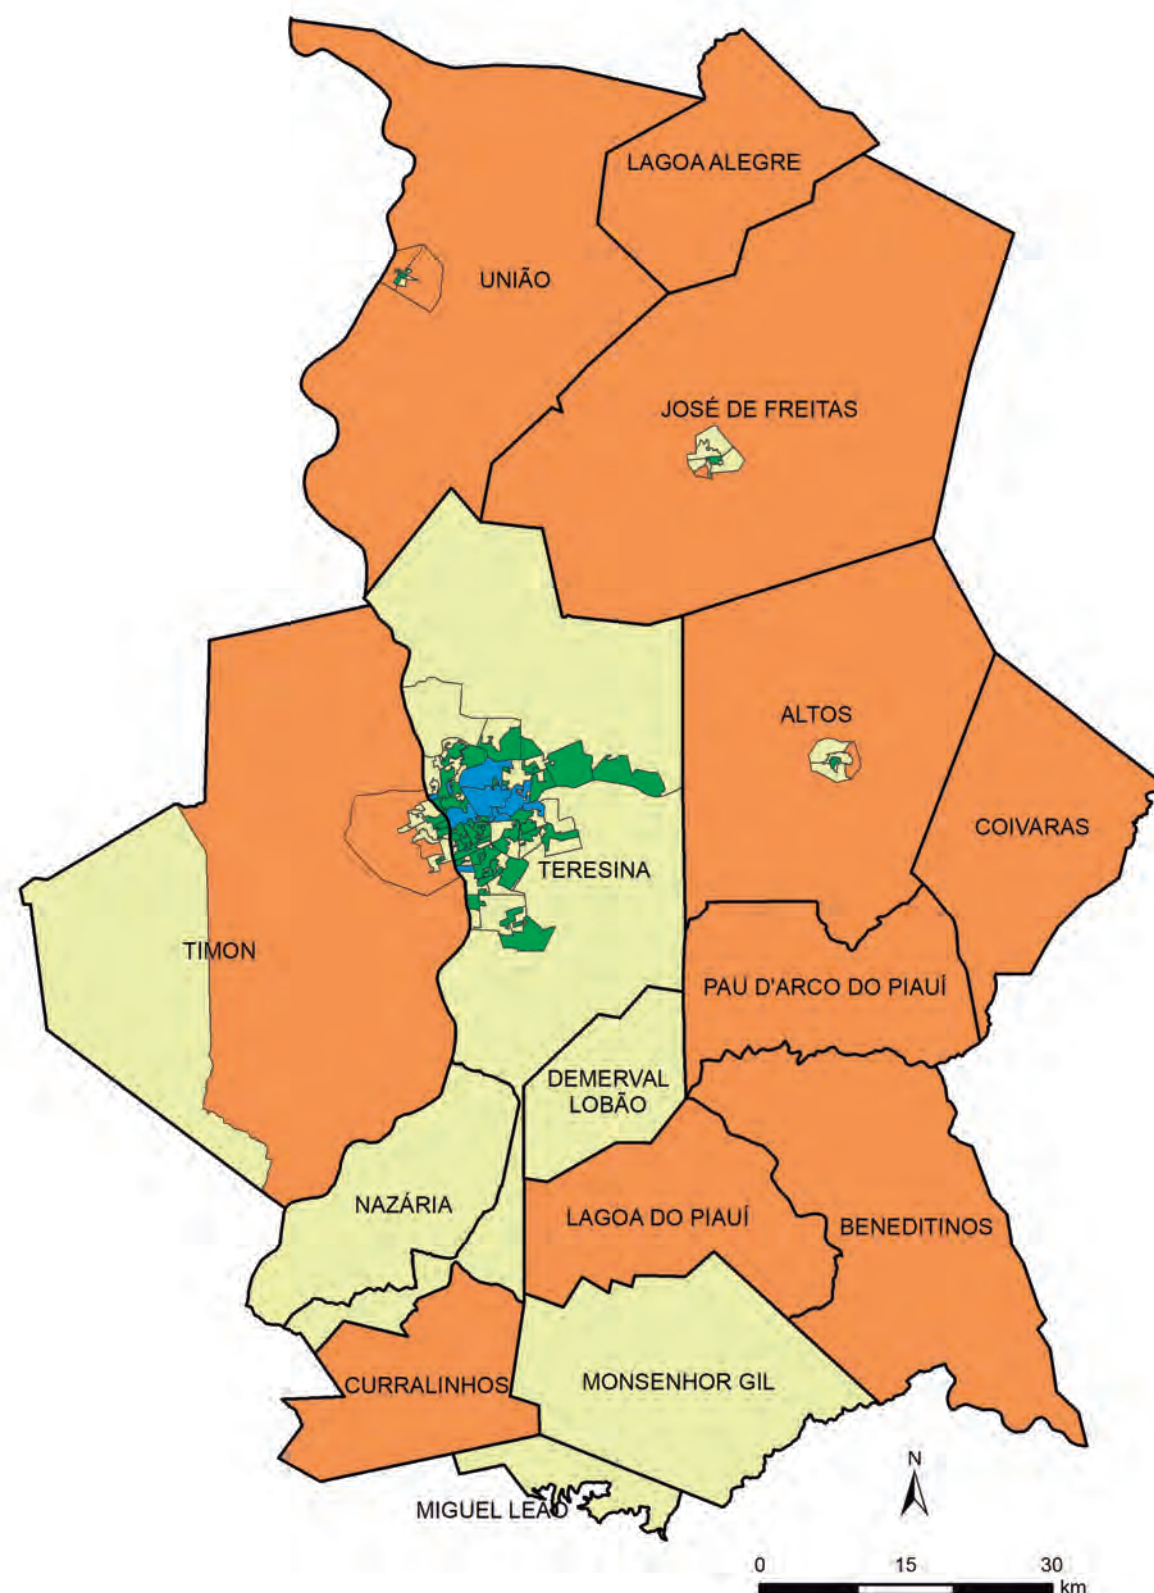 LAGOA ALEGRE
UNIÃO
JOSÉ DE FREITAS
ALTOS
COIVARAS
TERESINA
TIMON
PAU D'ARCO DO PIAUÍ
DEMERVAL
LOBÃO
NAZÁRIA
LAGOA DO PIAUÍ
BENEDITINOS
CURRALINHOS
MONSENHOR GIL
MIGUEL LEÃO
N
0 15 30
km